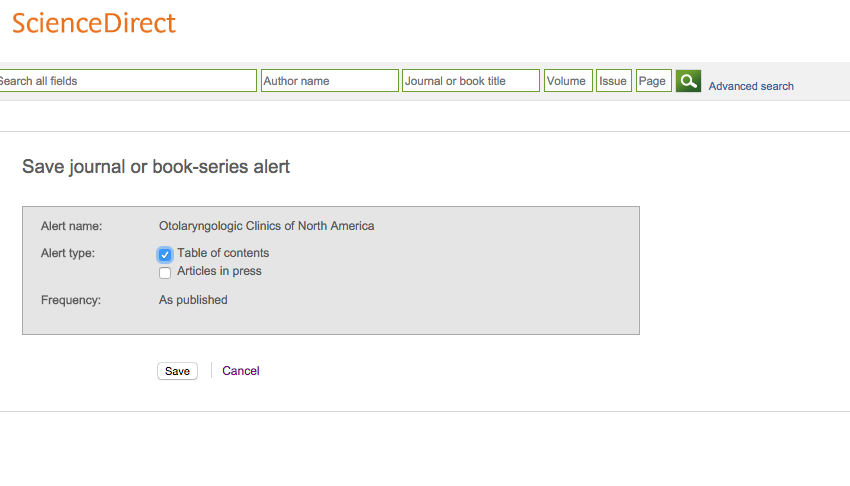 ScienceDirect
Search all fields Author name Journal or book title Volume Issue Page Advanced search
Save journal or book-series alert
Alert name: Otolaryngologic Clinics of North America
Alert type: Table of contents
Articles in press
Frequency: As published
Save Cancel